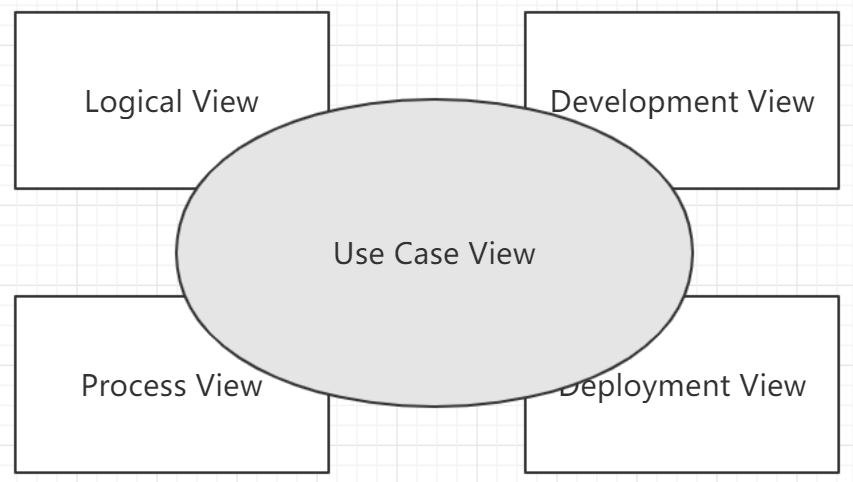 Logical View
Development View
Use Case View
Process View
Deployment View